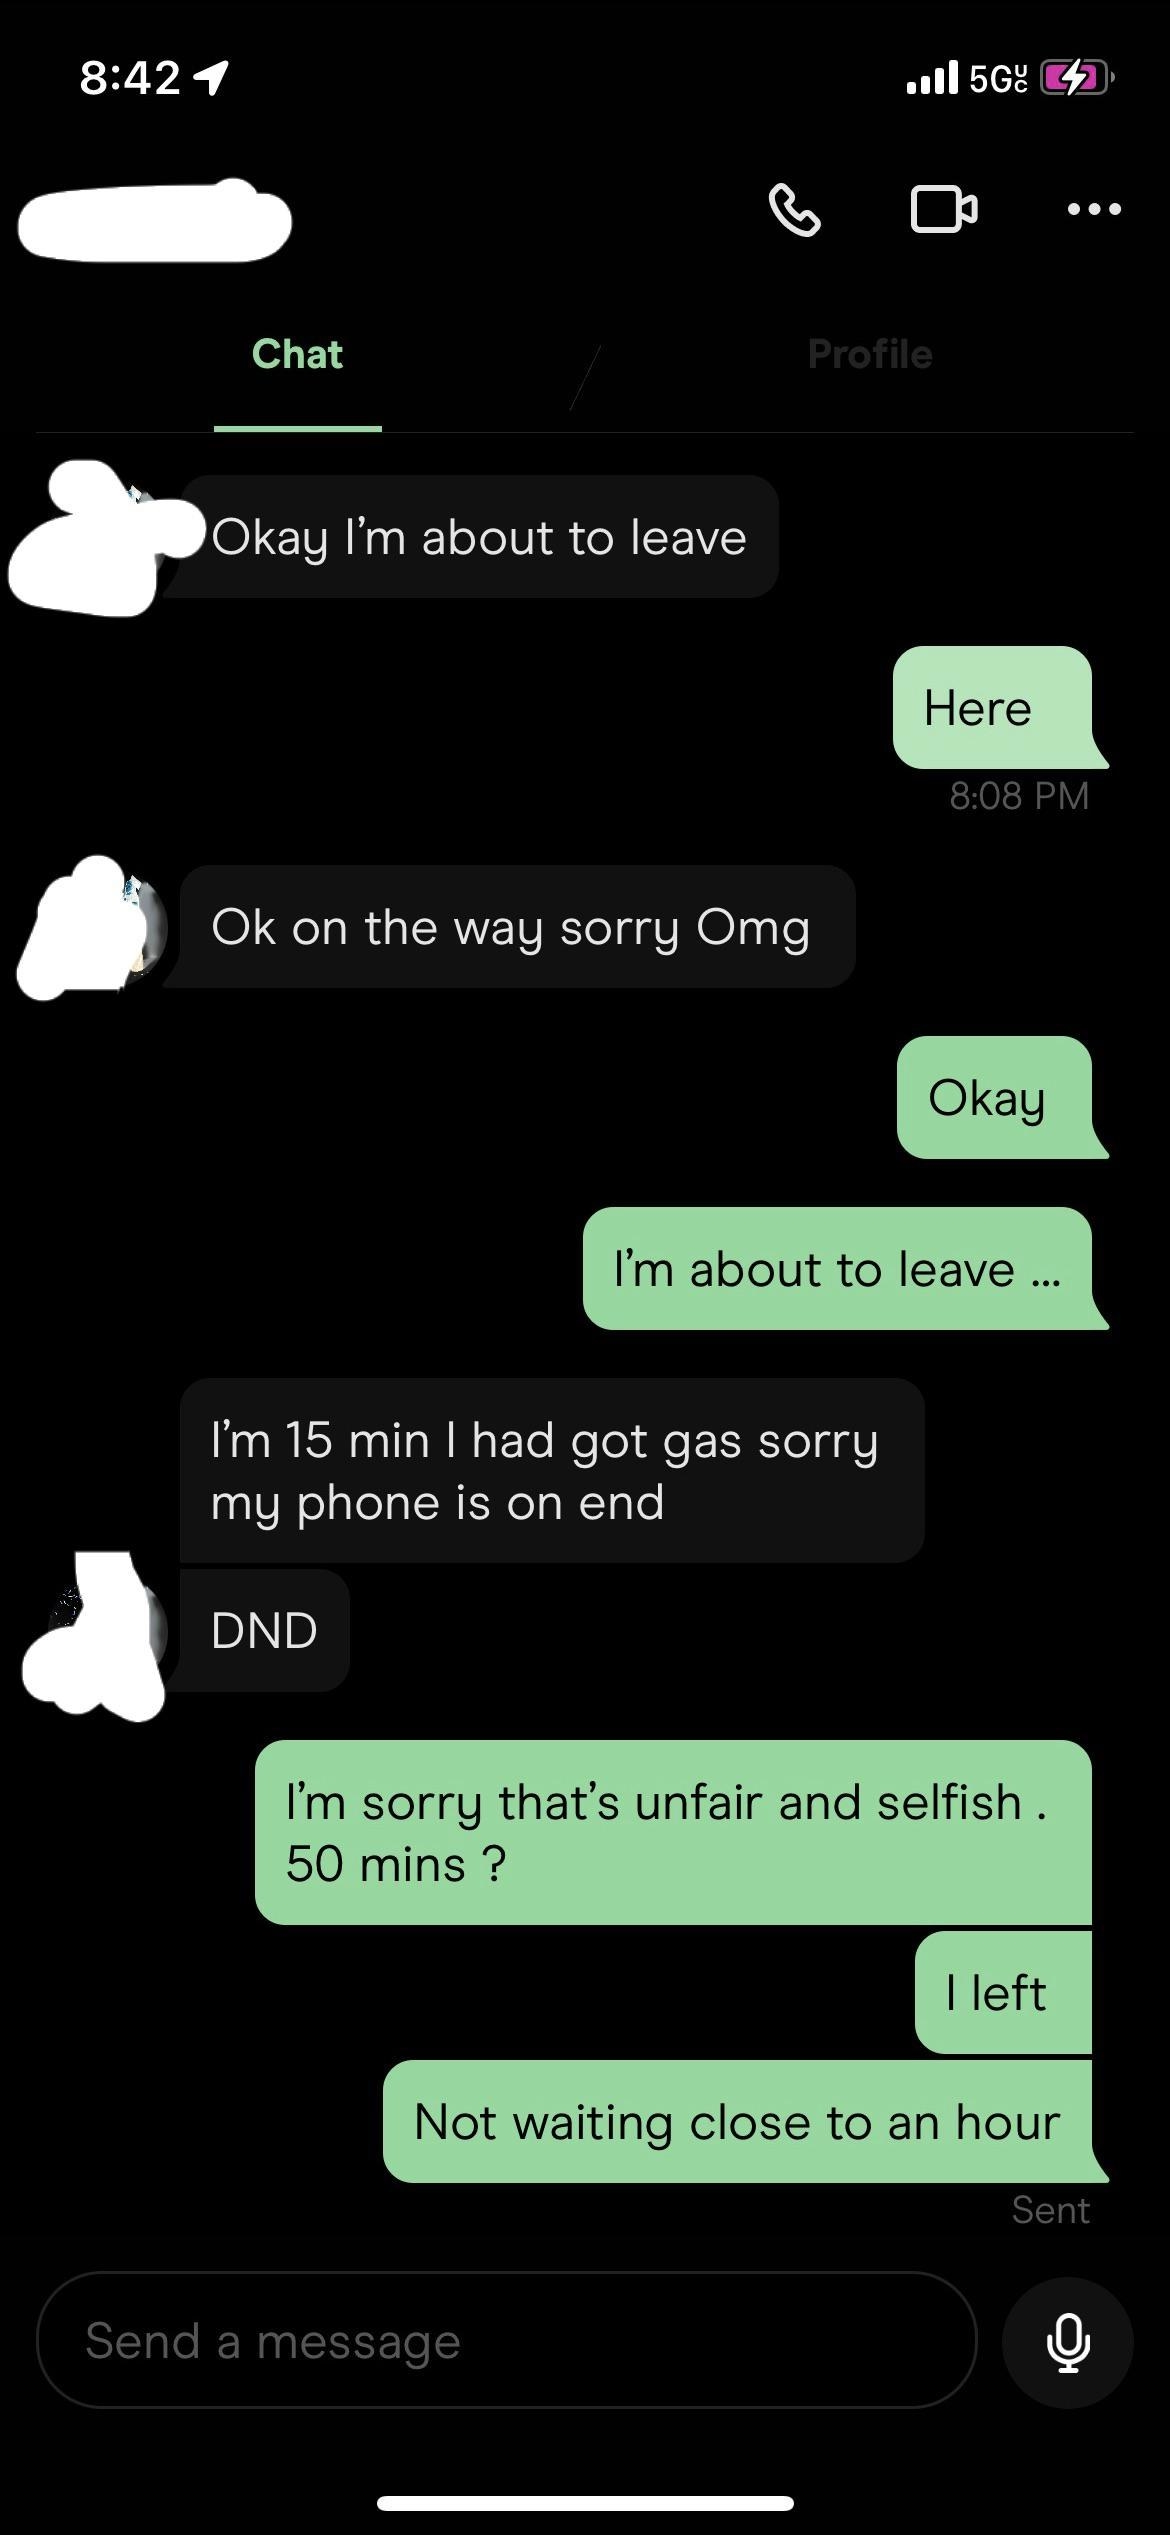 8:42
5GUC
Chat
Profile
Okay I'm about to leave
Here
8:08 PM
Ok on the way sorry Omg
Okay
I'm about to leave ...
I'm 15 min I had got gas sorry
my phone is on end
DND
I'm sorry that's unfair and selfish .
50 mins ?
I left
Not waiting close to an hour
Sent
Send a message